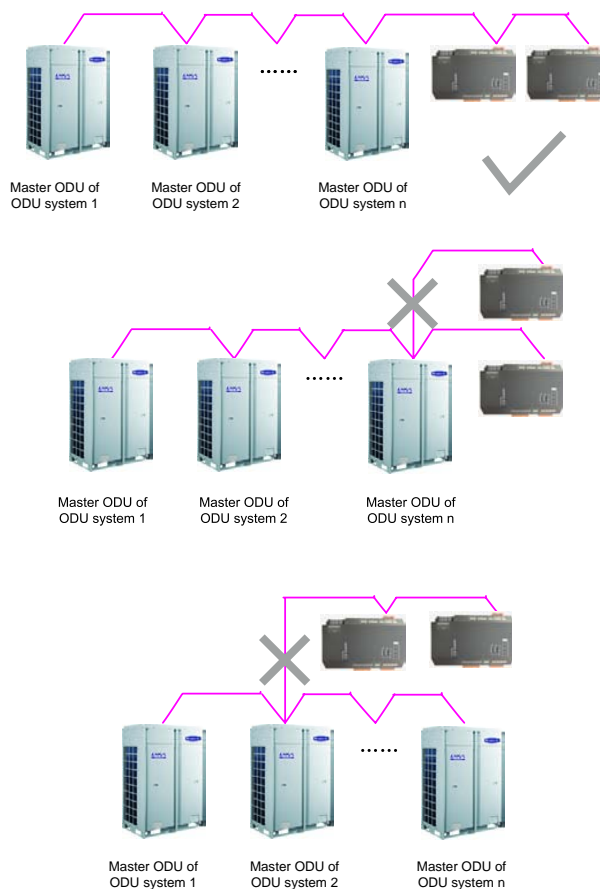 ......
Master ODU of
ODU system 1
Master ODU of
ODU system 2
Master ODU of
ODU system n
......
Master ODU of
ODU system 1
Master ODU of
ODU system 2
Master ODU of
ODU system n
......
Master ODU of
ODU system 1
Master ODU of
ODU system 2
Master ODU of
ODU system n